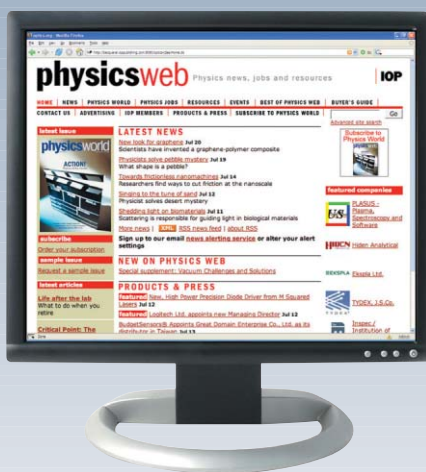 physicsweb Physics news, jobs and resources IOP
HOME | NEWS | PHYSICS WORLD | PHYSICS JOBS | RESOURCES | EVENTS | BEST OF PHYSICS WEB | BUYER'S GUIDE |
CONTACT US | ADVERTISING | IOP MEMBERS | PRODUCTS & PRESS | SUBSCRIBE TO PHYSICS WORLD
Go
Advanced site search
latest issue
physicsworld
ACTION!
subscribe
Order your subscription
sample issue
Request a sample issue
latest articles
Life after the lab
What to do when you
retire
Critical Point: The
LATEST NEWS
New look for graphene Jul 20
Scientists have invented a graphene-polymer composite
Physicists solve pebble mystery Jul 19
What shape is a pebble?
Towards frictionless nanomachines Jul 14
Researchers find ways to cut friction at the nanoscale
Singing to the tune of sand Jul 12
Physicist solves desert mystery
Shedding light on biomaterials Jul 11
Scattering is responsible for guiding light in biological materials
More news | XML RSS news feed | about RSS
Sign up to our email news alerting service or alter your alert
settings
NEW ON PHYSICS WEB
Special supplement: Vacuum Challenges and Solutions
PRODUCTS & PRESS
featured New, High Power Precision Diode Driver from M Squared
Lasers Jul 12
featured Logitech Ltd. appoints new Managing Director Jul 12
BudgetSensors® Appoints Great Domain Enterprise Co., Ltd. as its
distributor in Taiwan Jul 13
Subscribe to
Physics World
featured companies
PLASUS -
Plasma,
Spectroscopy and
Software
HIDEN Hiden Analytical
EKSPLA Ekspla Ltd.
TYDEX, J.S.Co.
Inspec /
Institution of